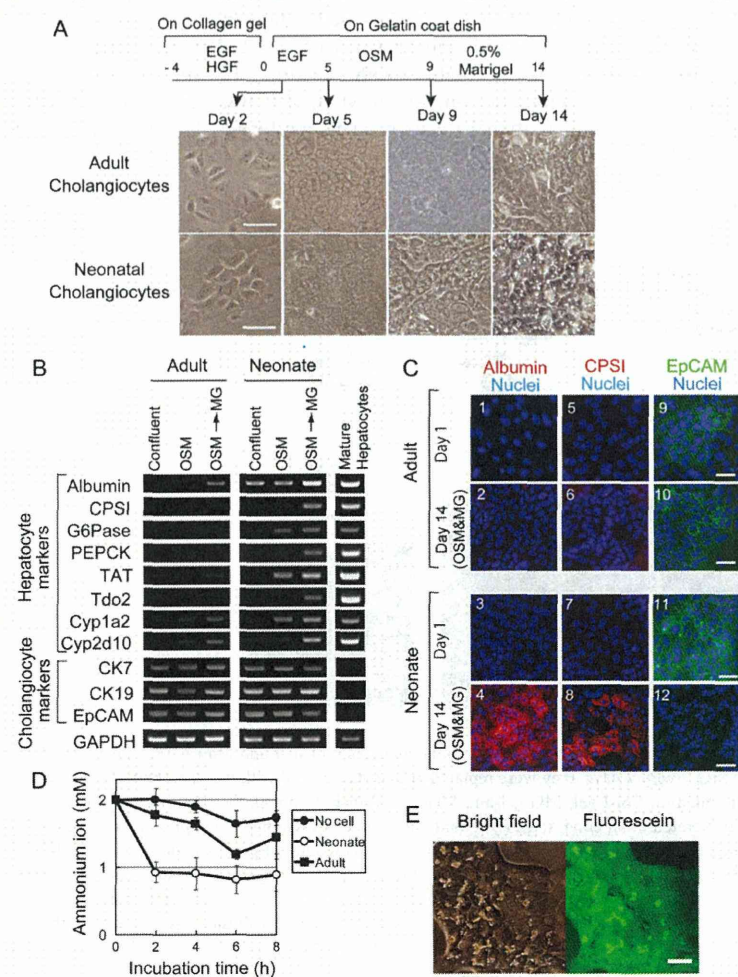 A
On Collagen gel
On Gelatin coat dish
EGF
HGF
EGF
OSM
0.5%
Matrigel
- 4
0
5
9
14
Day 2
Day 5
Day 9
Day 14
Adult
Cholangiocytes
Neonatal
Cholangiocytes
B
Adult
Neonate
Confluent
OSM
OSM → MG
Confluent
OSM
OSM → MG
Mature
Hepatocytes
Hepatocyte
markers
Albumin
CPSI
G6Pase
PEPCK
TAT
Tdo2
Cyp1a2
Cyp2d10
Cholangiocyte
markers
CK7
CK19
EpCAM
GAPDH
C
Albumin
Nuclei
CPSI
Nuclei
EpCAM
Nuclei
Adult
Day 1
1
5
9
Day 14
(OSM&MG)
2
6
10
Neonate
Day 1
3
7
11
Day 14
(OSM&MG)
4
8
12
D
Ammonium ion (mM)
2
1
0
0
2
4
6
8
Incubation time (h)
No cell
Neonate
Adult
E
Bright field
Fluorescein